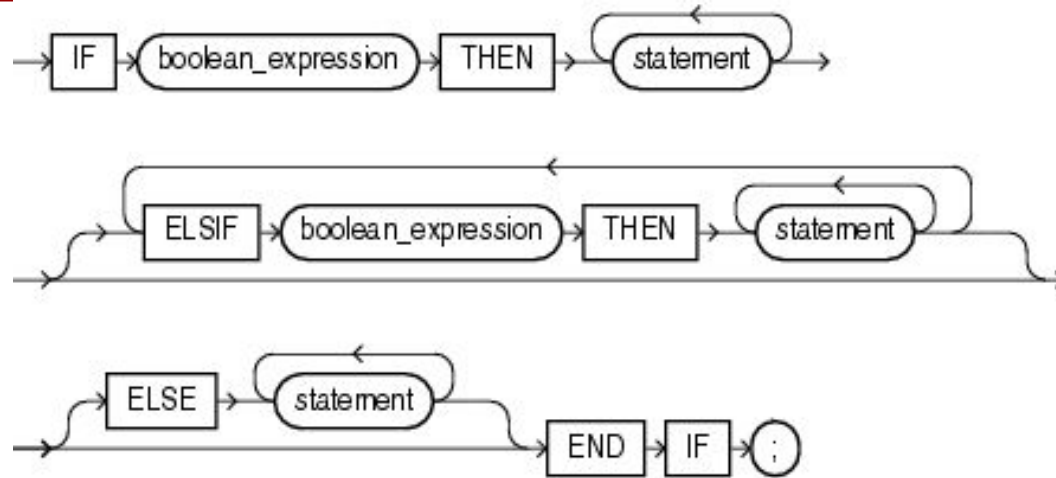 IF boolean_expression THEN statement
ELSIF boolean_expression THEN statement
ELSE statement
END IF ;